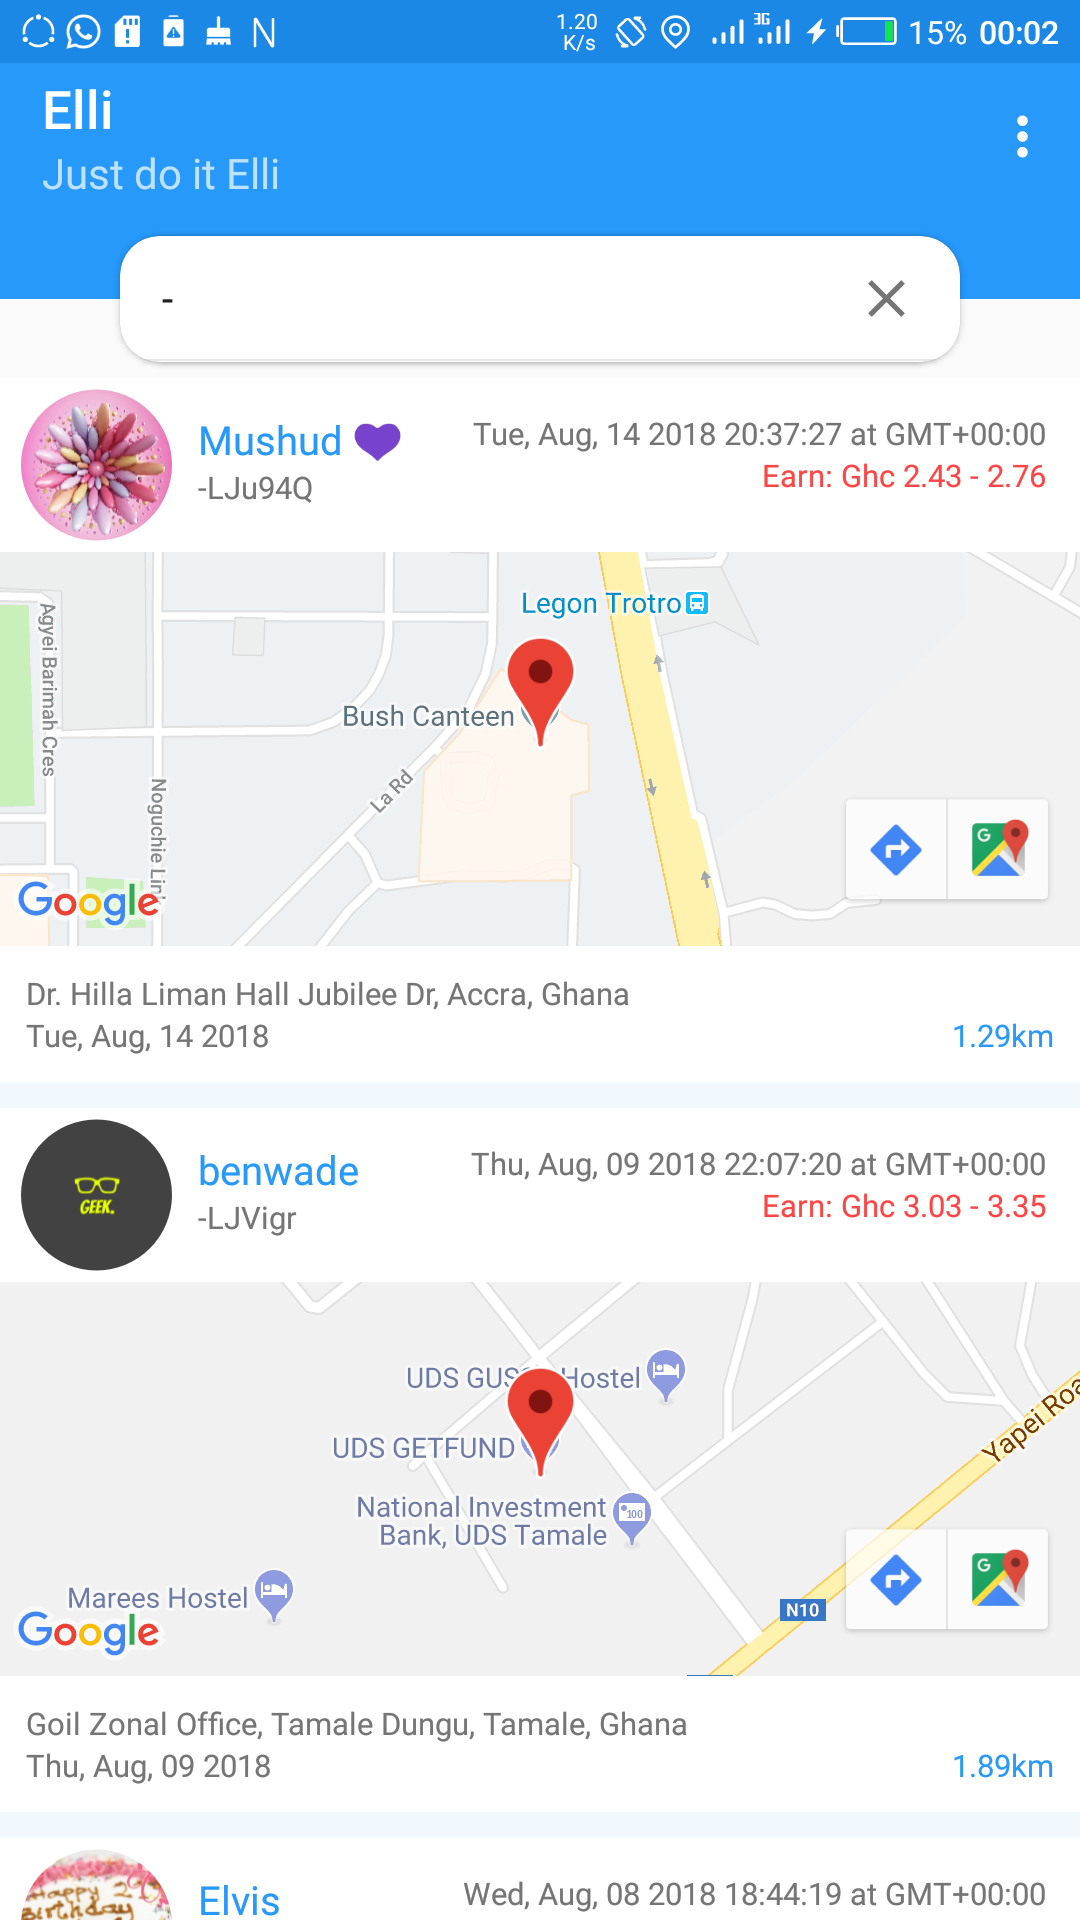 1.20
K/s
3G
15% 00:02
Elli
Just do it Elli
-
Mushud
Tue, Aug, 14 2018 20:37:27 at GMT+00:00
-LJu94Q
Earn: Ghc 2.43 - 2.76
Legon Trotro
Agyei Barimah Cres
Bush Canteen
La Rd
Noguchie Link
G
Google
Dr. Hilla Liman Hall Jubilee Dr, Accra, Ghana
Tue, Aug, 14 2018
1.29km
GEEK.
benwade
Thu, Aug, 09 2018 22:07:20 at GMT+00:00
-LJVigr
Earn: Ghc 3.03 - 3.35
Hostel
UDS GETFUND
Yapei Roa
National Investment
Bank, UDS Tamale
100
Marees Hostel
N10
G
Google
Goil Zonal Office, Tamale Dungu, Tamale, Ghana
Thu, Aug, 09 2018
1.89km
Happy 2
Birthday
Elvis
Wed, Aug, 08 2018 18:44:19 at GMT+00:00